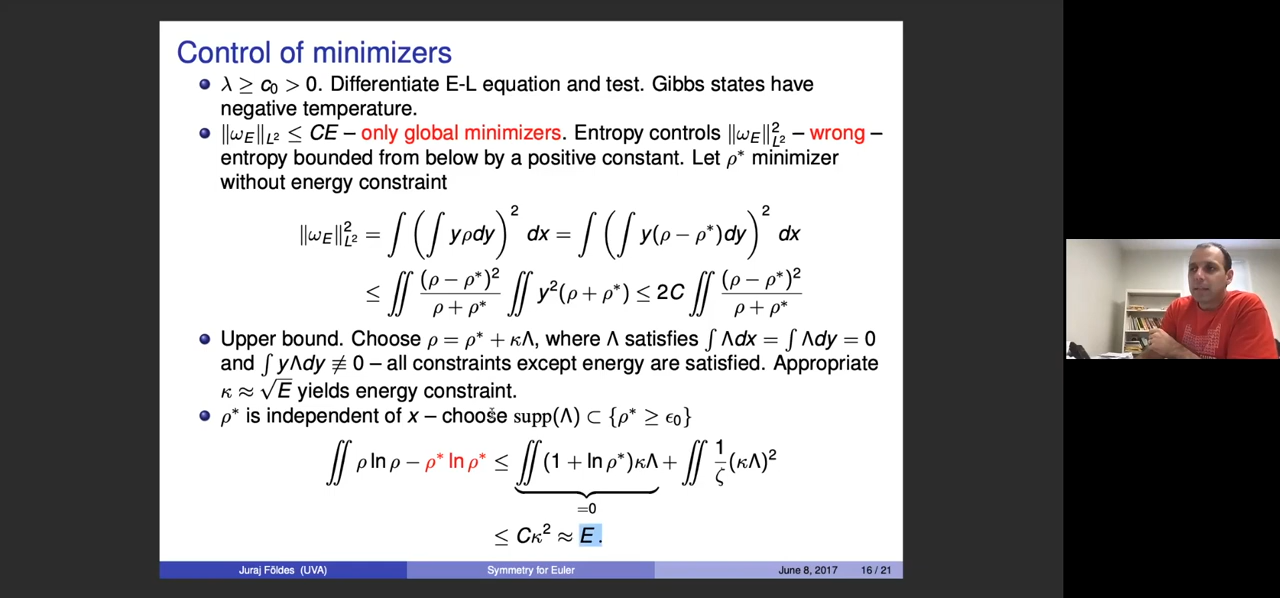 Control of minimizers
λ ≥ c₀ > 0. Differentiate E-L equation and test. Gibbs states have
negative temperature.
‖ω_E‖_{L²} ≤ CE – only global minimizers. Entropy controls ‖ω_E‖²_{L²} – wrong –
entropy bounded from below by a positive constant. Let ρ* minimizer
without energy constraint
‖ω_E‖²_{L²} = ∫ (∫ yρdy)² dx = ∫ (∫ y(ρ − ρ*)dy)² dx
≤ ∬ (ρ − ρ*)²/(ρ + ρ*) ∬ y²(ρ + ρ*) ≤ 2C ∬ (ρ − ρ*)²/(ρ + ρ*)
Upper bound. Choose ρ = ρ* + κΛ, where Λ satisfies ∫ Λdx = ∫ Λdy = 0
and ∫ yΛdy ≢ 0 – all constraints except energy are satisfied. Appropriate
κ ≈ √E yields energy constraint.
ρ* is independent of x – choose supp(Λ) ⊂ {ρ* ≥ ϵ₀}
∬ ρ ln ρ − ρ* ln ρ* ≤ ∬ (1 + ln ρ*)κΛ + ∬ 1/ζ (κΛ)²
=0
≤ Cκ² ≈ E.
Juraj Földes (UVA) Symmetry for Euler June 8, 2017 16 / 21